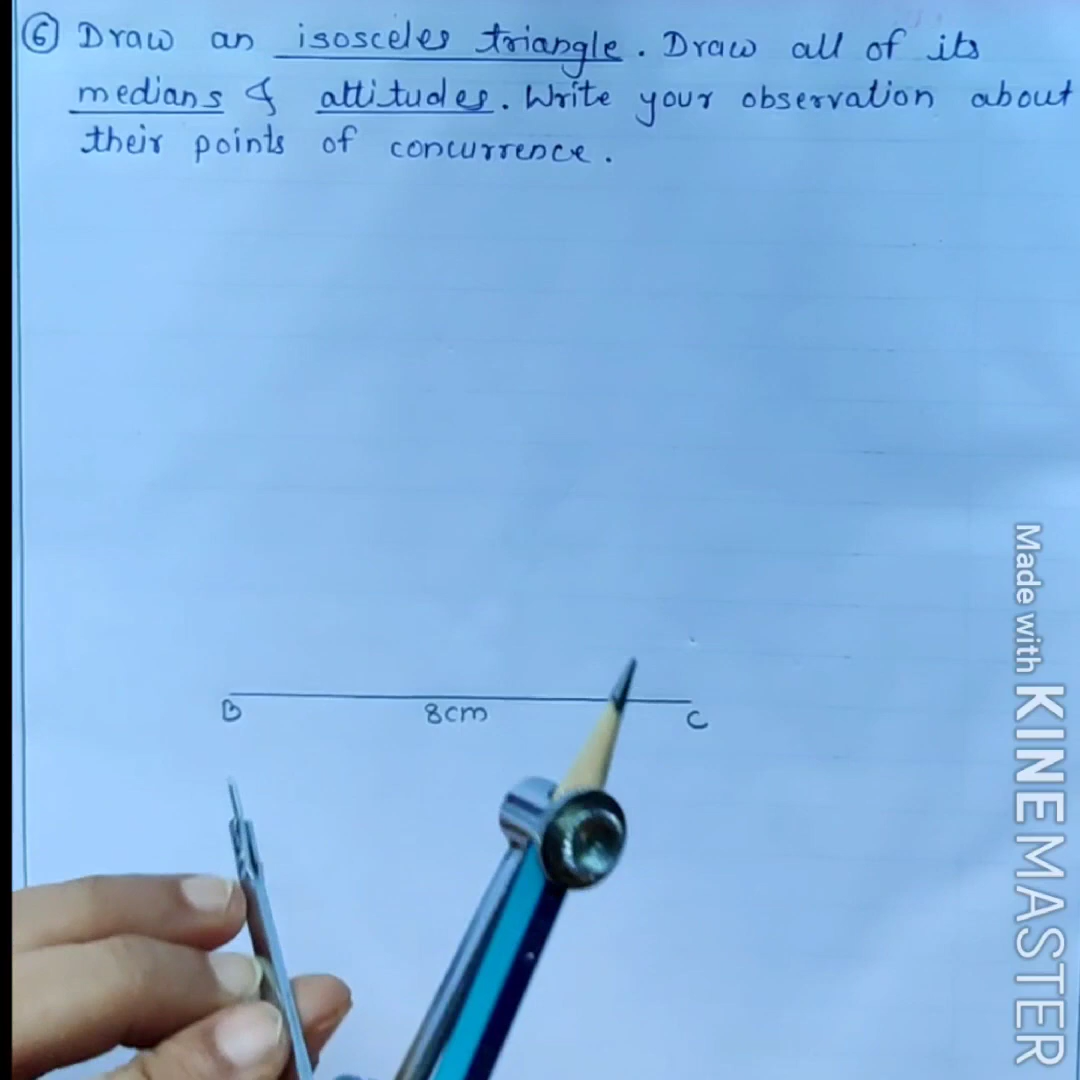 6 Draw an isosceles triangle. Draw all of its
medians & attitudes. Write your observation about
their points of concurrence.
B 8cm C
Made with KINEMASTER